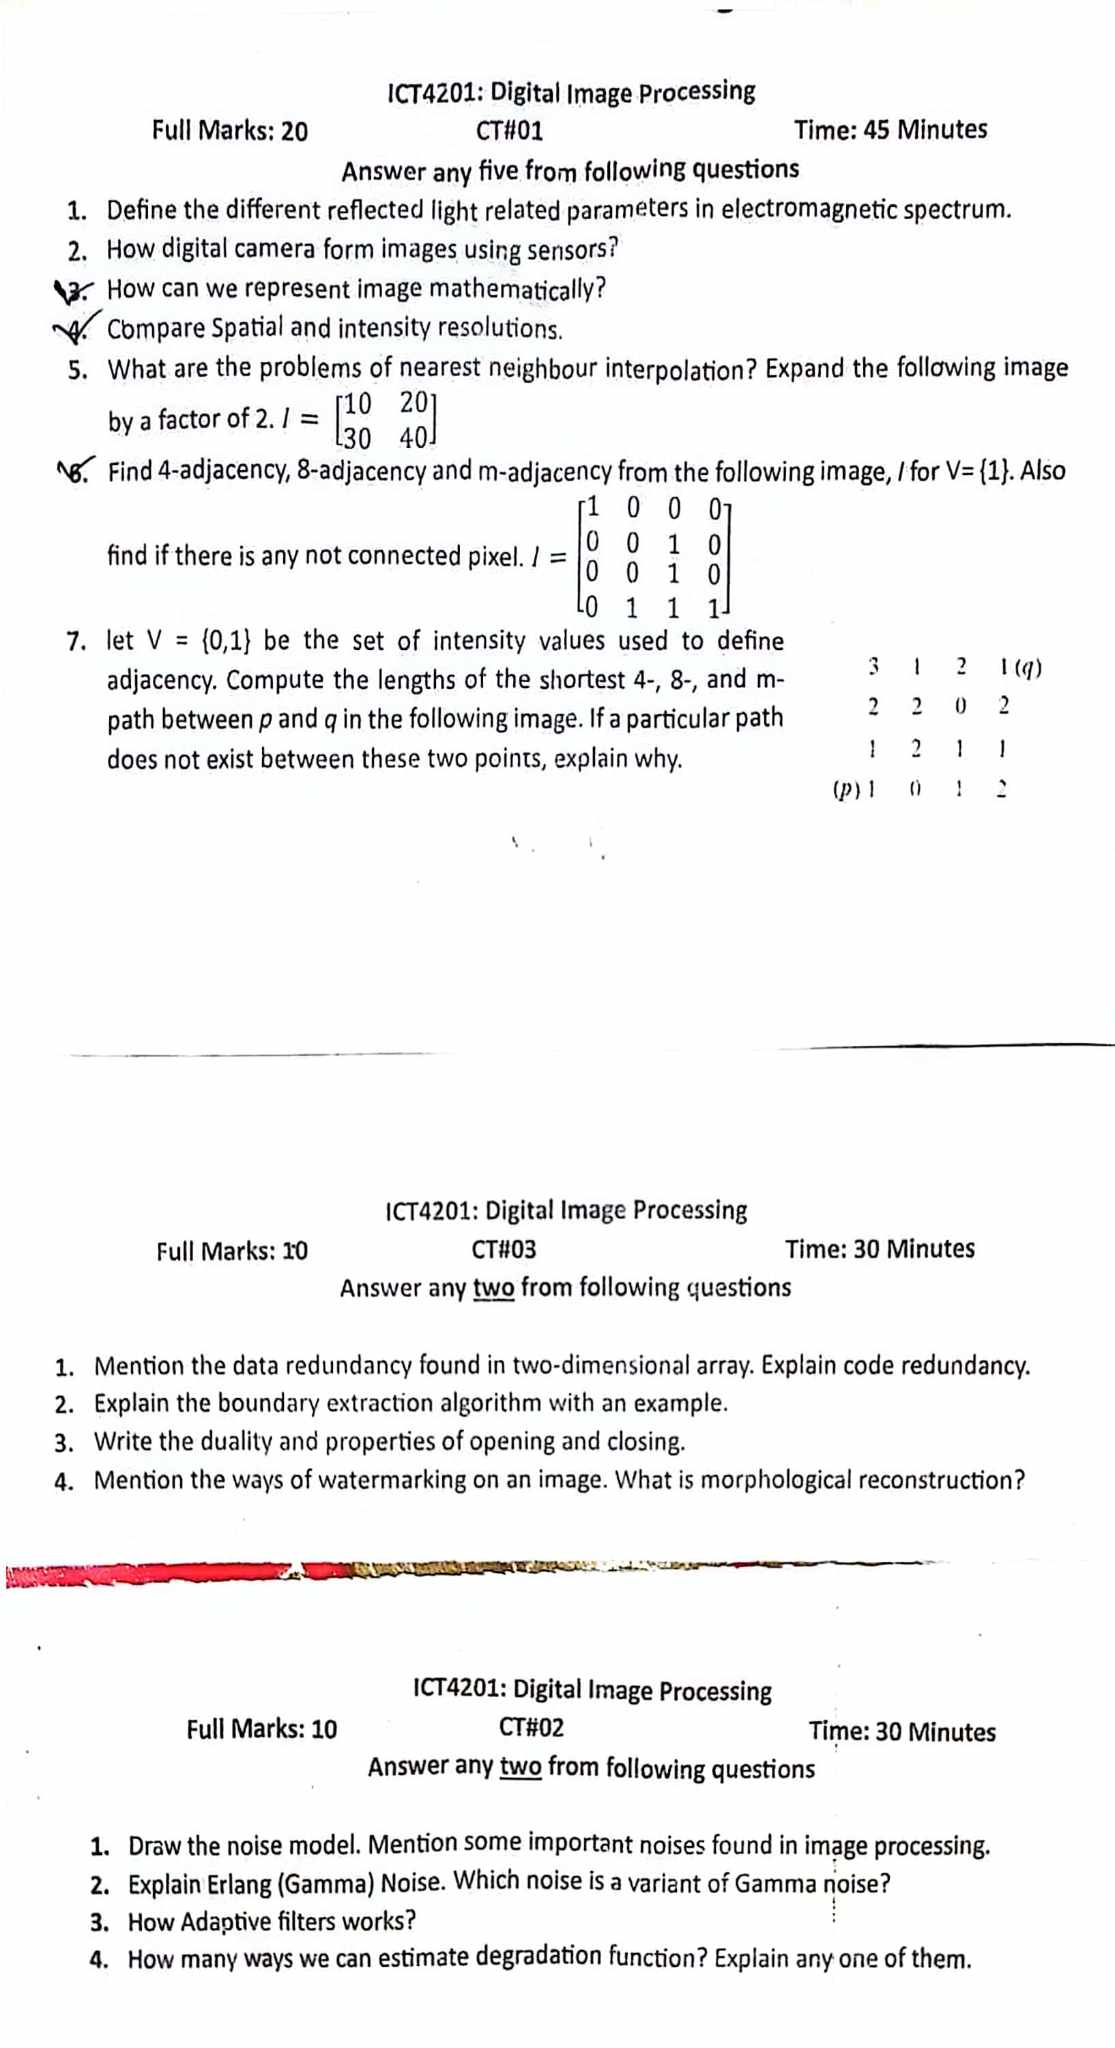 ICT4201: Digital Image Processing
Full Marks: 20 CT#01 Time: 45 Minutes
Answer any five from following questions
1. Define the different reflected light related parameters in electromagnetic spectrum.
2. How digital camera form images using sensors?
3. How can we represent image mathematically?
4. Compare Spatial and intensity resolutions.
5. What are the problems of nearest neighbour interpolation? Expand the following image
by a factor of 2. I = [10 20
30 40]
6. Find 4-adjacency, 8-adjacency and m-adjacency from the following image, I for V= {1}. Also
find if there is any not connected pixel. I = [1 0 0 0
0 0 1 0
0 0 1 0
0 1 1 1]
7. let V = {0,1} be the set of intensity values used to define
adjacency. Compute the lengths of the shortest 4-, 8-, and m-
path between p and q in the following image. If a particular path
does not exist between these two points, explain why.
3 1 2 1 (q)
2 2 0 2
1 2 1 1
(p) 1 0 1 2
ICT4201: Digital Image Processing
Full Marks: 10 CT#03 Time: 30 Minutes
Answer any two from following questions
1. Mention the data redundancy found in two-dimensional array. Explain code redundancy.
2. Explain the boundary extraction algorithm with an example.
3. Write the duality and properties of opening and closing.
4. Mention the ways of watermarking on an image. What is morphological reconstruction?
ICT4201: Digital Image Processing
Full Marks: 10 CT#02 Time: 30 Minutes
Answer any two from following questions
1. Draw the noise model. Mention some important noises found in image processing.
2. Explain Erlang (Gamma) Noise. Which noise is a variant of Gamma noise?
3. How Adaptive filters works?
4. How many ways we can estimate degradation function? Explain any one of them.